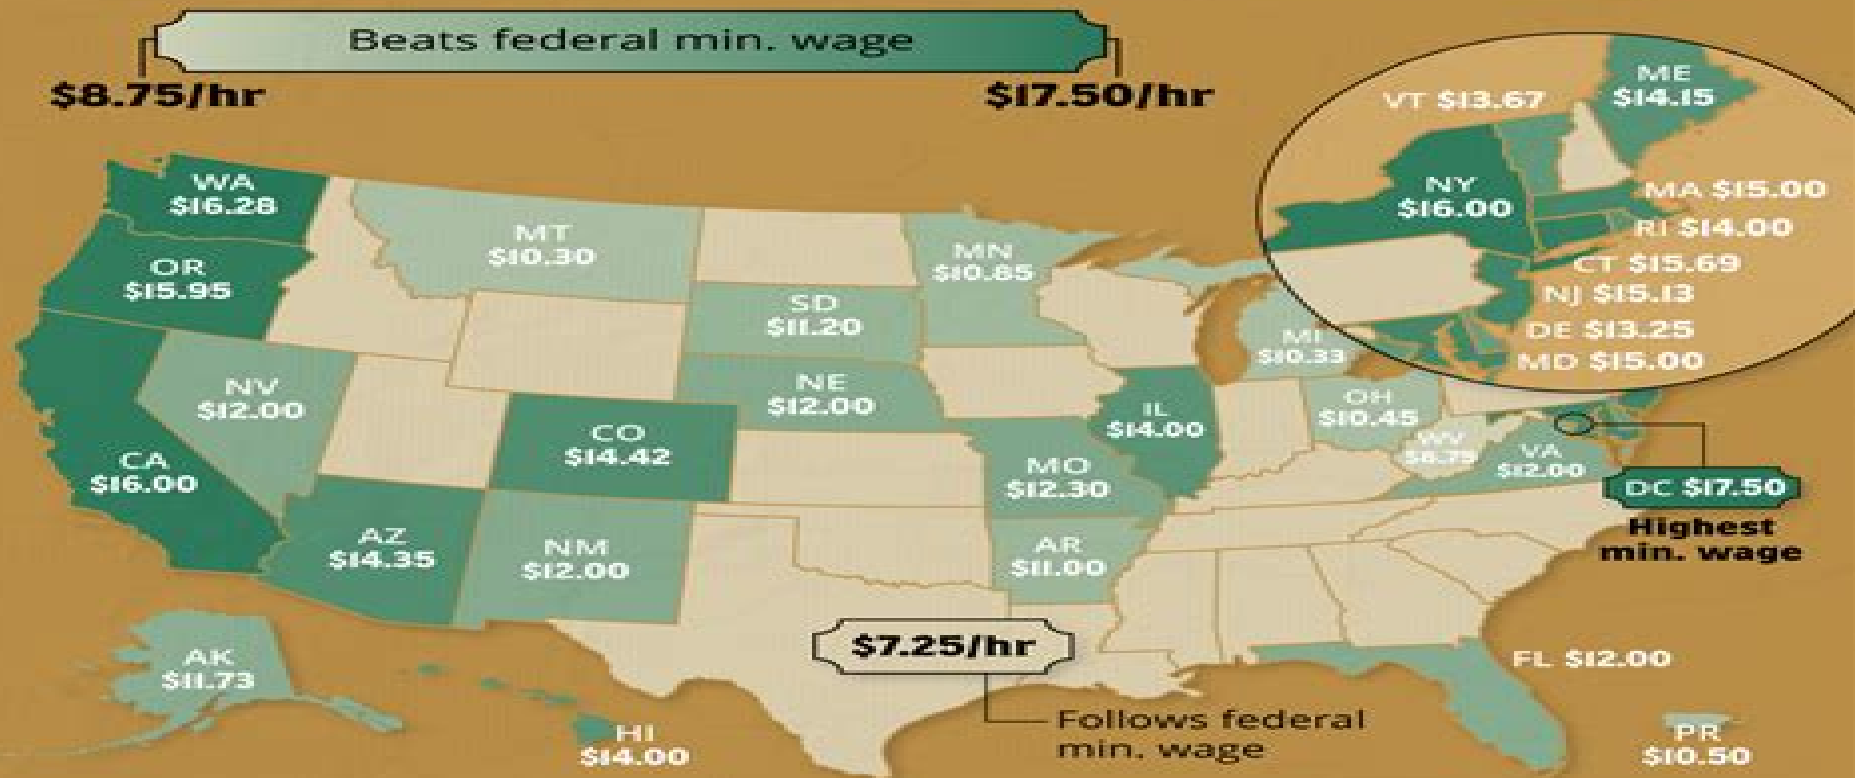 Beats federal min. wage
$8.75/hr
$17.50/hr
ME
$14.15
VT $13.67
NY
$16.00
MA $15.00
RI $14.00
CT $15.69
NJ $15.13
DE $13.25
MD $15.00
WA
$16.28
OR
$15.95
MT
$10.30
MN
$10.85
SD
$11.20
MI
$10.33
NV
$12.00
NE
$12.00
IL
$14.00
OH
$10.45
CO
$14.42
CA
$16.00
MO
$12.30
WV
$8.75
VA
$12.00
DC $17.50
Highest
min. wage
AZ
$14.35
NM
$12.00
AR
$11.00
$7.25/hr
Follows federal
min. wage
AK
$11.73
HI
$14.00
FL $12.00
PR
$10.50